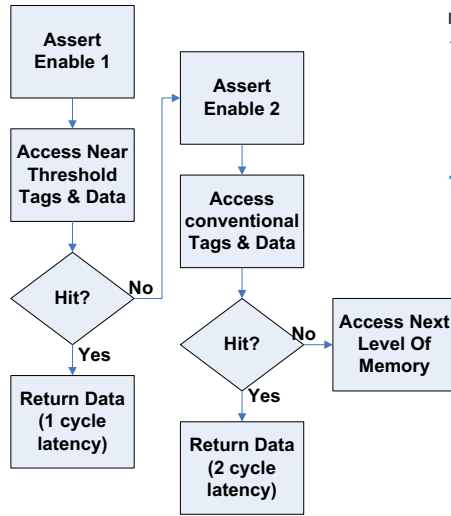 Assert
Enable 1
Access Near
Threshold
Tags & Data
Hit?
No
Yes
Return Data
(1 cycle
latency)
Assert
Enable 2
Access
conventional
Tags & Data
Hit?
No
Yes
Return Data
(2 cycle
latency)
Access Next
Level Of
Memory